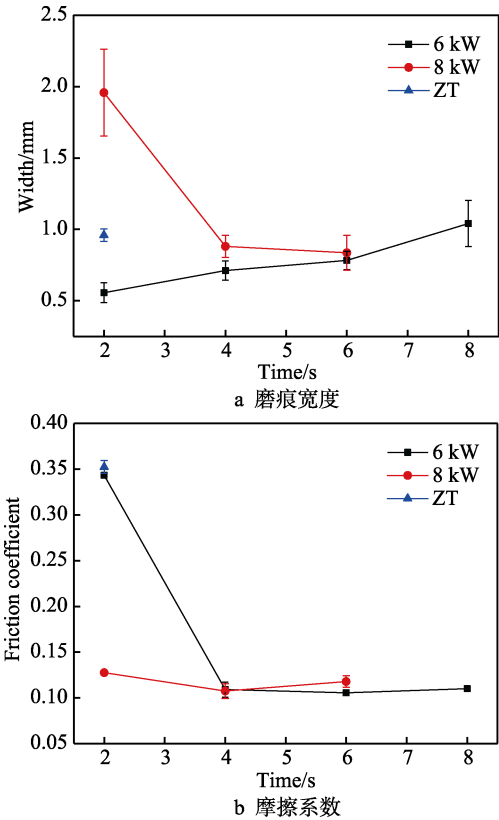 2.5
2.0
1.5
1.0
0.5
Width/mm
6 kW
8 kW
ZT
2 3 4 5 6 7 8
Time/s
a 磨痕宽度
0.40
0.35
0.30
0.20
0.15
0.10
0.05
Friction coefficient
6 kW
8 kW
ZT
2 3 4 5 6 7 8
Time/s
b 摩擦系数